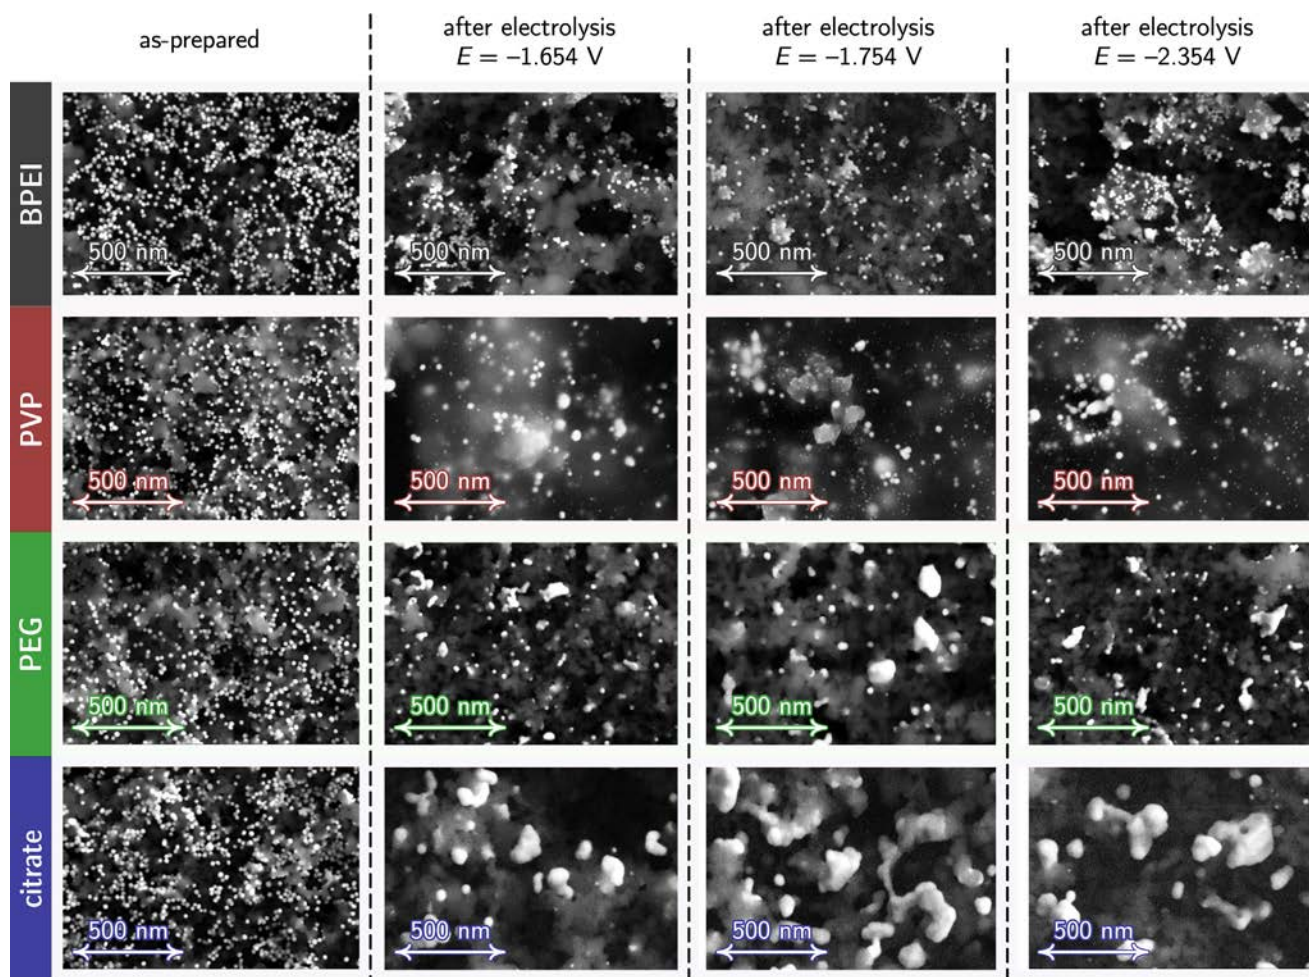 as-prepared
after electrolysis
E = –1.654 V
after electrolysis
E = –1.754 V
after electrolysis
E = –2.354 V
BPEI
500 nm
500 nm
500 nm
500 nm
PVP
500 nm
500 nm
500 nm
500 nm
PEG
500 nm
500 nm
500 nm
500 nm
citrate
500 nm
500 nm
500 nm
500 nm